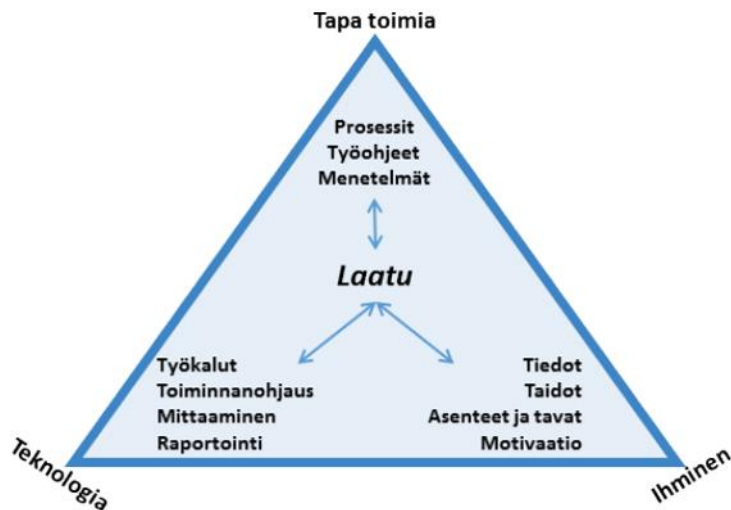 Tapa toimia
Prosessit
Työohjeet
Menetelmät
Laatu
Työkalut
Toiminnanohjaus
Mittaaminen
Raportointi
Tiedot
Taidot
Asenteet ja tavat
Motivaatio
Teknologia
Ihminen